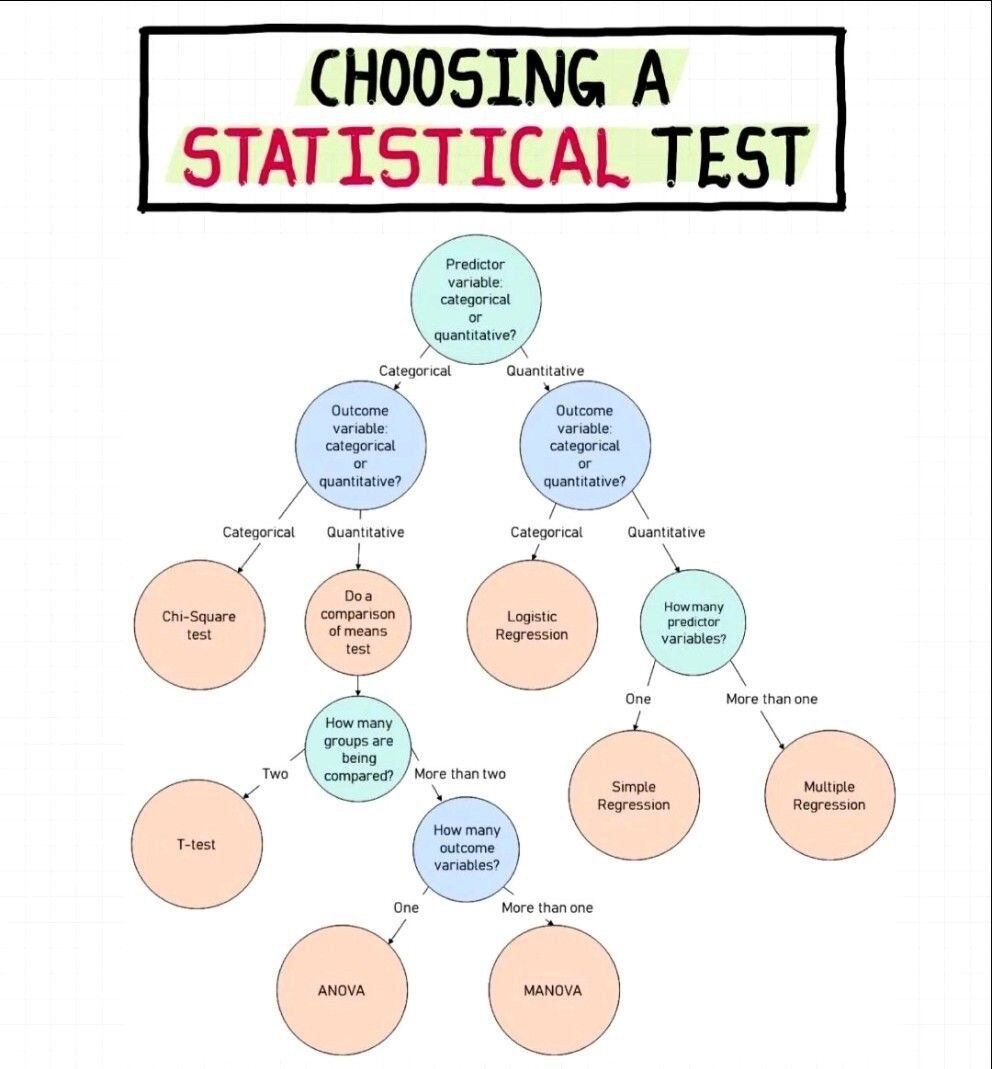 CHOOSING A
STATISTICAL TEST
Predictor
variable:
categorical
or
quantitative?
Categorical
Quantitative
Outcome
variable:
categorical
or
quantitative?
Outcome
variable:
categorical
or
quantitative?
Categorical
Quantitative
Categorical
Quantitative
Chi-Square
test
Do a
comparison
of means
test
Logistic
Regression
How many
predictor
variables?
How many
groups are
being
compared?
One
More than one
Two
More than two
Simple
Regression
Multiple
Regression
T-test
How many
outcome
variables?
One
More than one
ANOVA
MANOVA